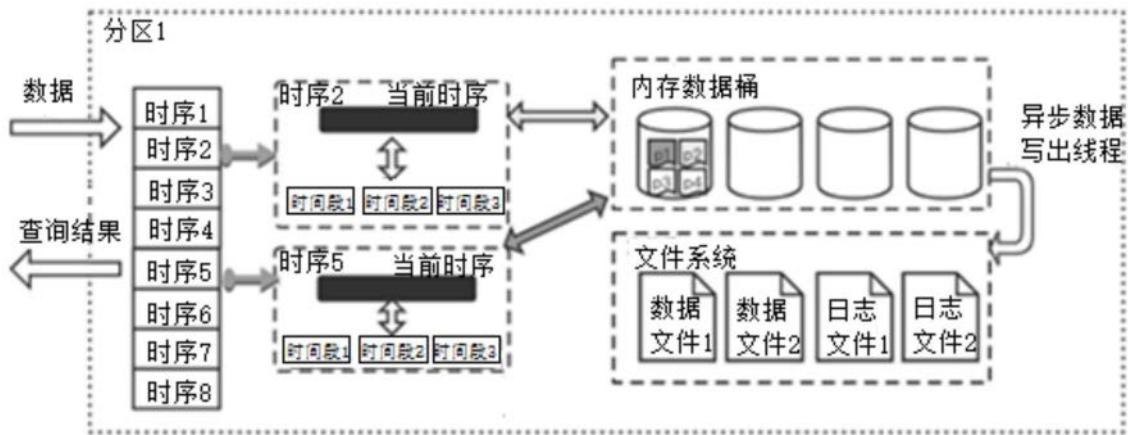 分区1
数据
查询结果
时序1
时序2
时序3
时序4
时序5
时序6
时序7
时序8
时序2 当前时序
时间段1 时间段2 时间段3
时序5 当前时序
时间段1 时间段2 时间段3
内存数据桶
p1 p2
p3 p4
异步数据
写出线程
文件系统
数据
文件1
数据
文件2
日志
文件1
日志
文件2